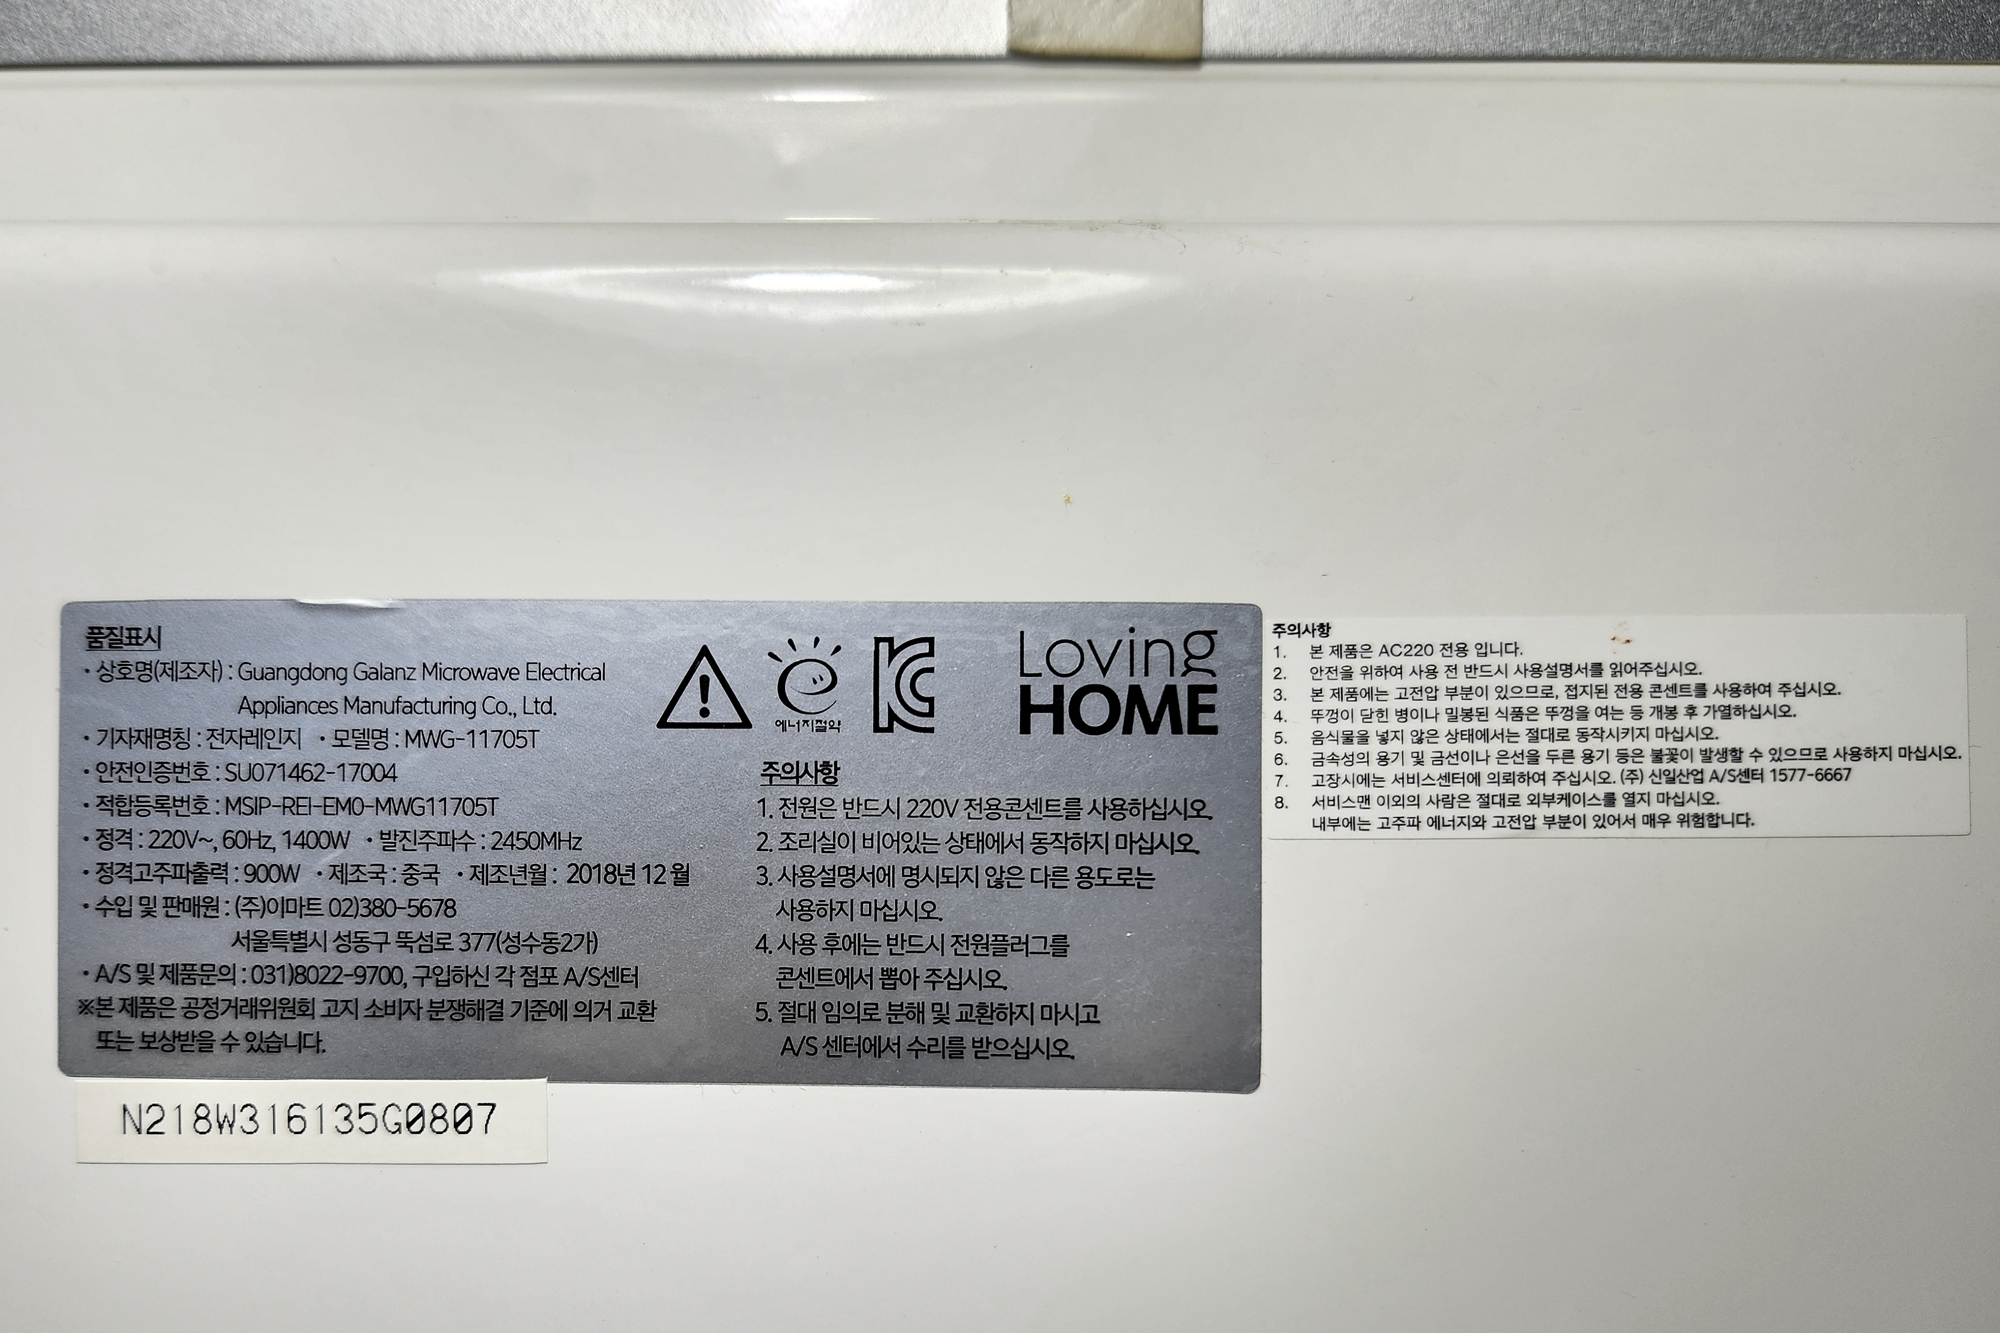 품질표시
· 상호명(제조자) : Guangdong Galanz Microwave Electrical
Appliances Manufacturing Co., Ltd.
· 기자재명칭 : 전자레인지 · 모델명 : MWG-11705T
· 안전인증번호 : SU071462-17004
· 적합등록번호 : MSIP-REI-EM0-MWG11705T
· 정격 : 220V~, 60Hz, 1400W · 발진주파수 : 2450MHz
· 정격고주파출력 : 900W · 제조국 : 중국 · 제조년월 : 2018년 12월
· 수입 및 판매원 : (주)이마트 02)380-5678
서울특별시 성동구 뚝섬로 377(성수동2가)
· A/S 및 제품문의 : 031)8022-9700, 구입하신 각 점포 A/S센터
※본 제품은 공정거래위원회 고지 소비자 분쟁해결 기준에 의거 교환
또는 보상받을 수 있습니다.
N218W316135G0807
에너지절약
KC
Loving
HOME
주의사항
1. 전원은 반드시 220V 전용콘센트를 사용하십시오.
2. 조리실이 비어있는 상태에서 동작하지 마십시오.
3. 사용설명서에 명시되지 않은 다른 용도로는
사용하지 마십시오.
4. 사용 후에는 반드시 전원플러그를
콘센트에서 뽑아 주십시오.
5. 절대 임의로 분해 및 교환하지 마시고
A/S 센터에서 수리를 받으십시오.
주의사항
1. 본 제품은 AC220 전용 입니다.
2. 안전을 위하여 사용 전 반드시 사용설명서를 읽어주십시오.
3. 본 제품에는 고전압 부분이 있으므로, 접지된 전용 콘센트를 사용하여 주십시오.
4. 뚜껑이 닫힌 병이나 밀봉된 식품은 뚜껑을 여는 등 개봉 후 가열하십시오.
5. 음식물을 넣지 않은 상태에서는 절대로 동작시키지 마십시오.
6. 금속성의 용기 및 금선이나 은선을 두른 용기 등은 불꽃이 발생할 수 있으므로 사용하지 마십시오.
7. 고장시에는 서비스센터에 의뢰하여 주십시오. (주) 신일산업 A/S센터 1577-6667
8. 서비스맨 이외의 사람은 절대로 외부케이스를 열지 마십시오.
내부에는 고주파 에너지와 고전압 부분이 있어서 매우 위험합니다.